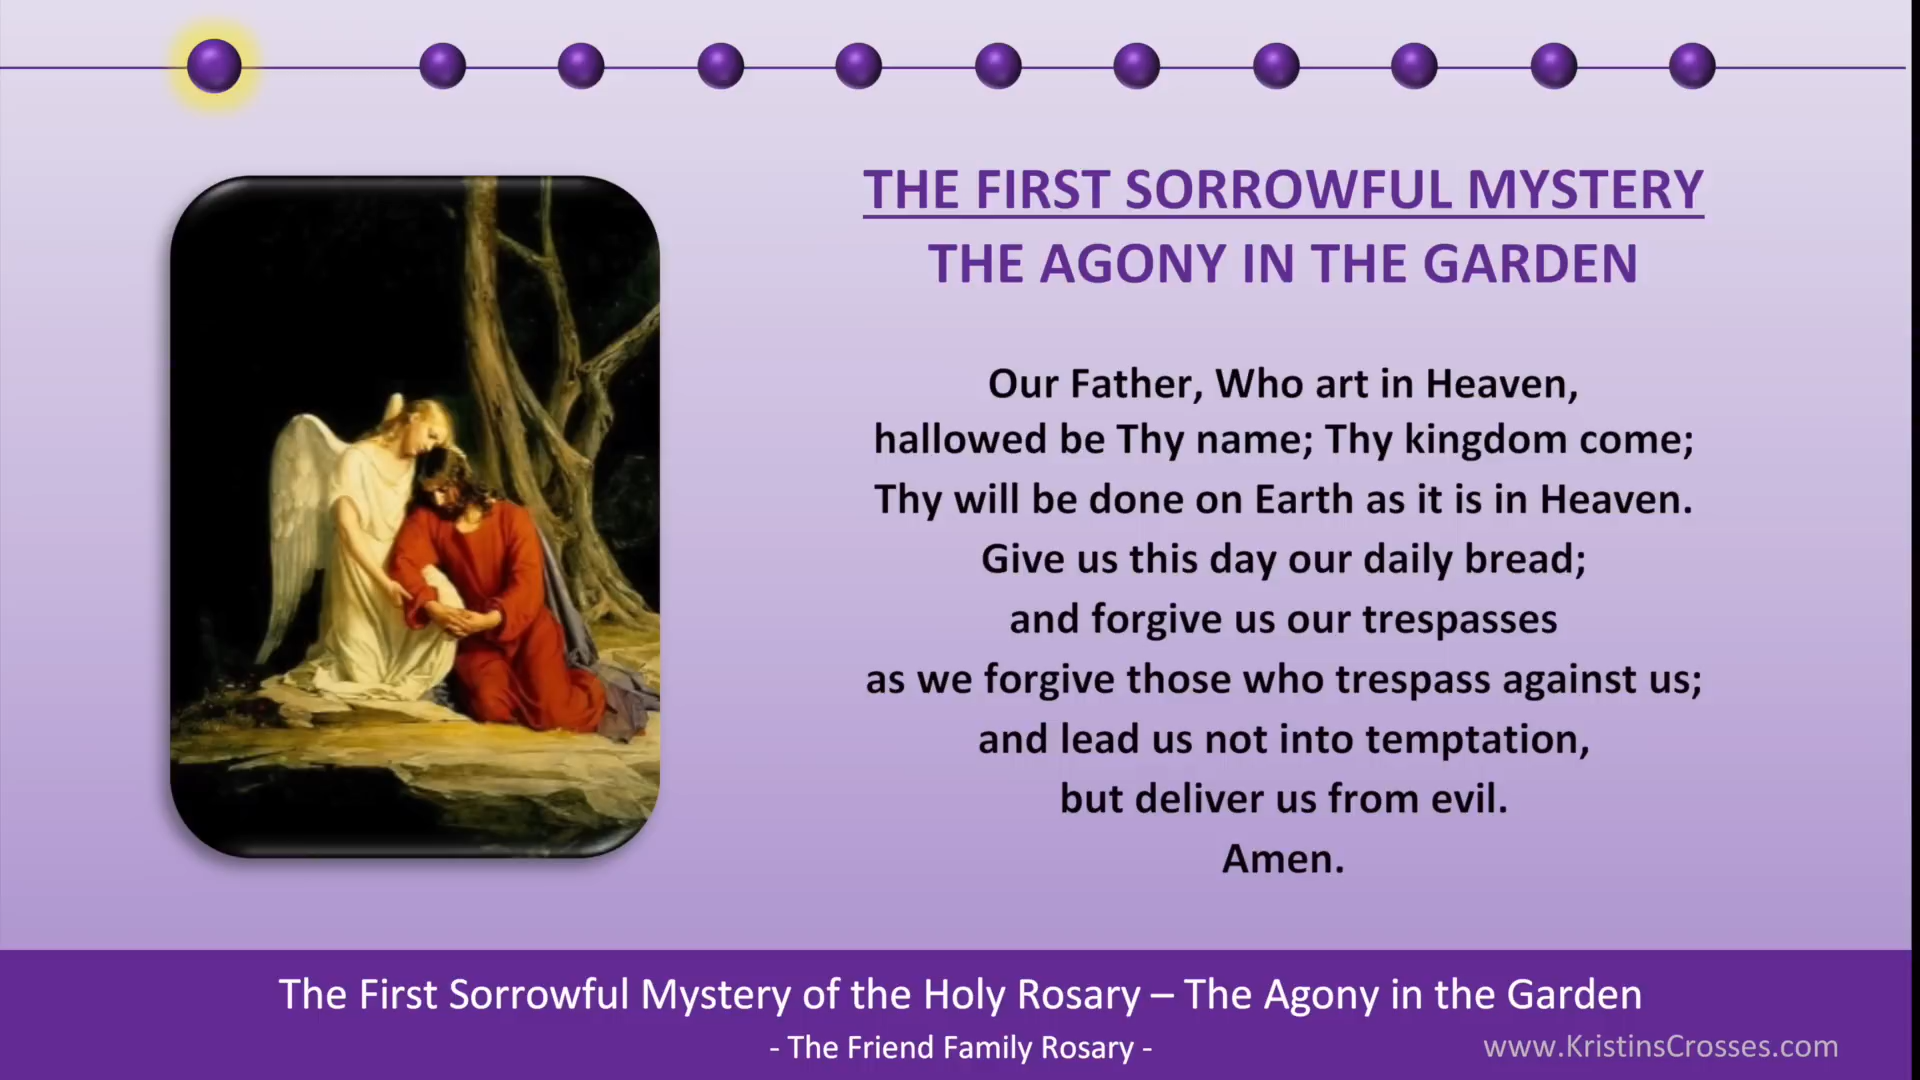 THE FIRST SORROWFUL MYSTERY
THE AGONY IN THE GARDEN
Our Father, Who art in Heaven,
hallowed be Thy name; Thy kingdom come;
Thy will be done on Earth as it is in Heaven.
Give us this day our daily bread;
and forgive us our trespasses
as we forgive those who trespass against us;
and lead us not into temptation,
but deliver us from evil.
Amen.
The First Sorrowful Mystery of the Holy Rosary – The Agony in the Garden
- The Friend Family Rosary -
www.KristinsCrosses.com